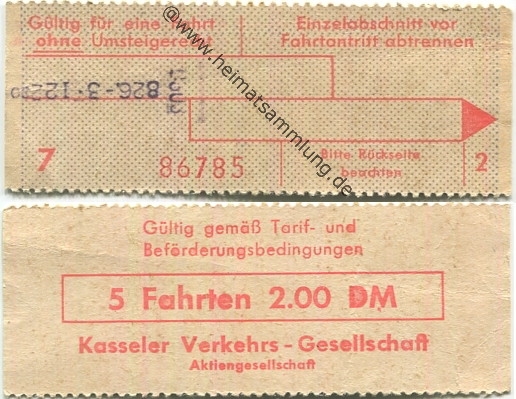 Gültig für eine Fahrt
ohne Umsteigerecht
Einzelabschnitt vor
Fahrtantritt abtrennen
7
86785
Bitte Rückseite
beachten
2
@www.heimatsammlung.de
Gültig gemäß Tarif- und
Beförderungsbedingungen
5 Fahrten 2.00 DM
Kasseler Verkehrs - Gesellschaft
Aktiengesellschaft